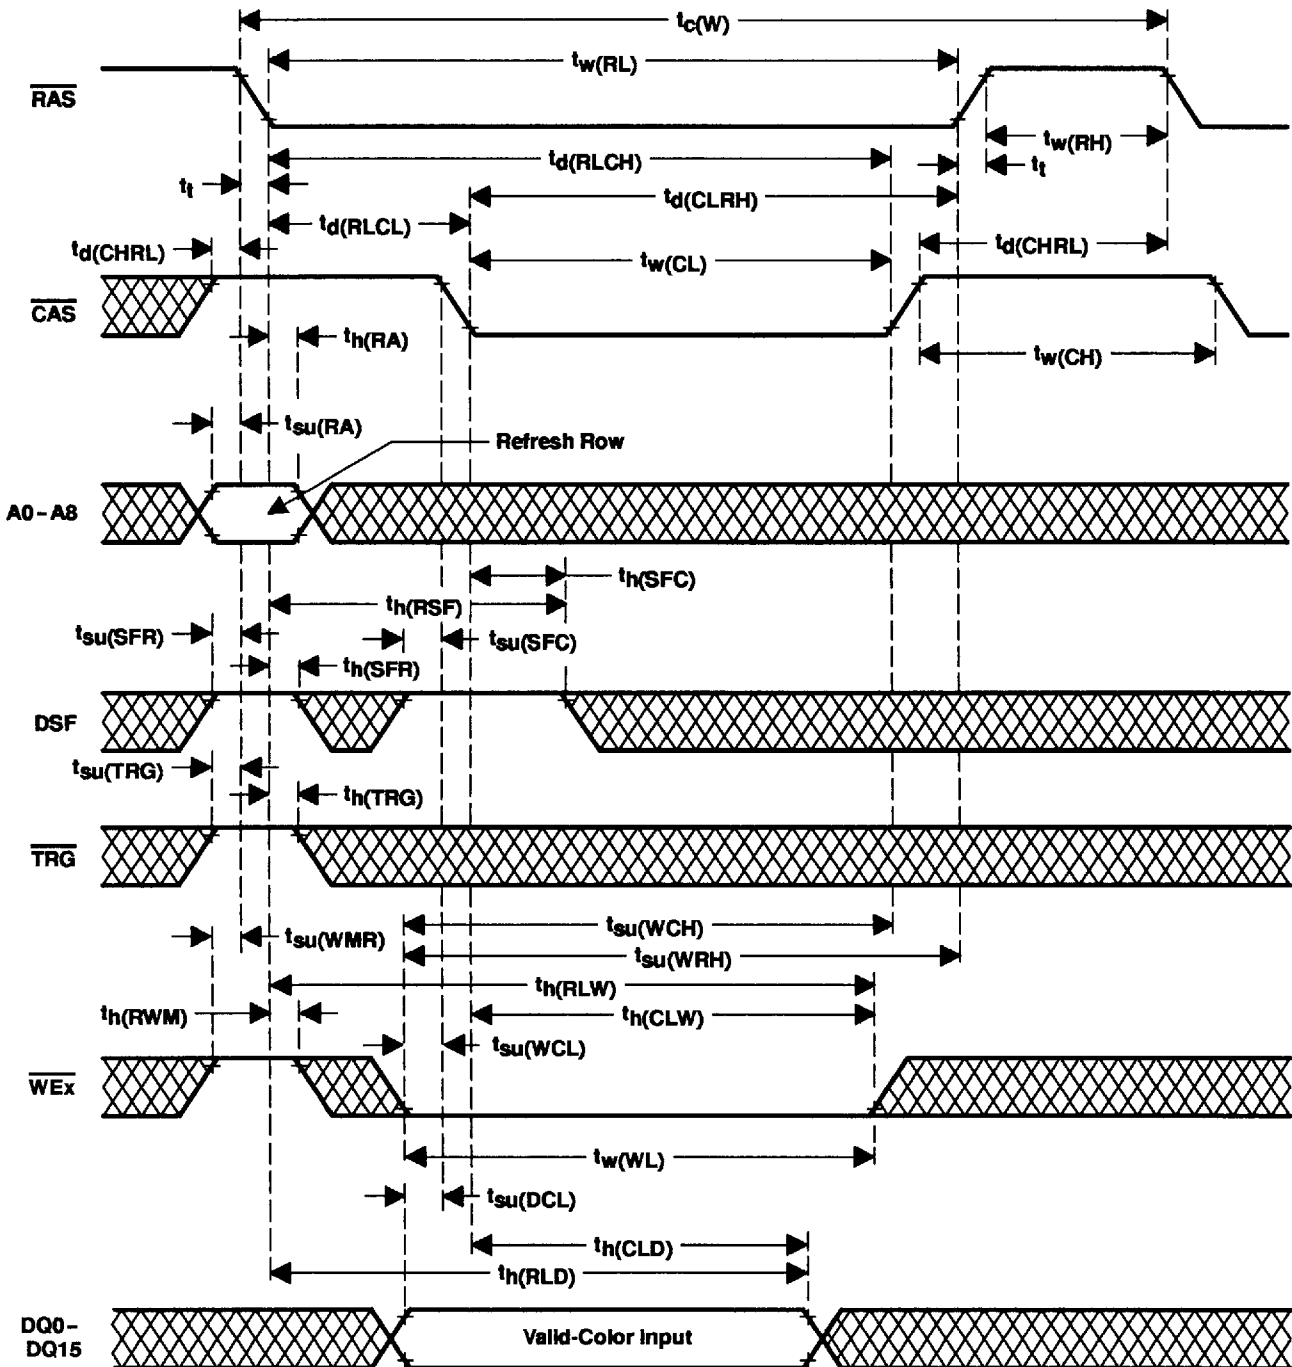 tc(W)
tw(RL)
RAS
tw(RH)
td(RLCH)
tt
tt
td(CLRH)
td(RLCL)
td(CHRL)
td(CHRL)
tw(CL)
CAS
th(RA)
tw(CH)
tsu(RA)
Refresh Row
A0–A8
th(SFC)
th(RSF)
tsu(SFR)
tsu(SFC)
th(SFR)
DSF
tsu(TRG)
th(TRG)
TRG
tsu(WCH)
tsu(WMR)
tsu(WRH)
th(RLW)
th(RWM)
th(CLW)
tsu(WCL)
WEx
tw(WL)
tsu(DCL)
th(CLD)
th(RLD)
DQ0–
DQ15
Valid-Color Input